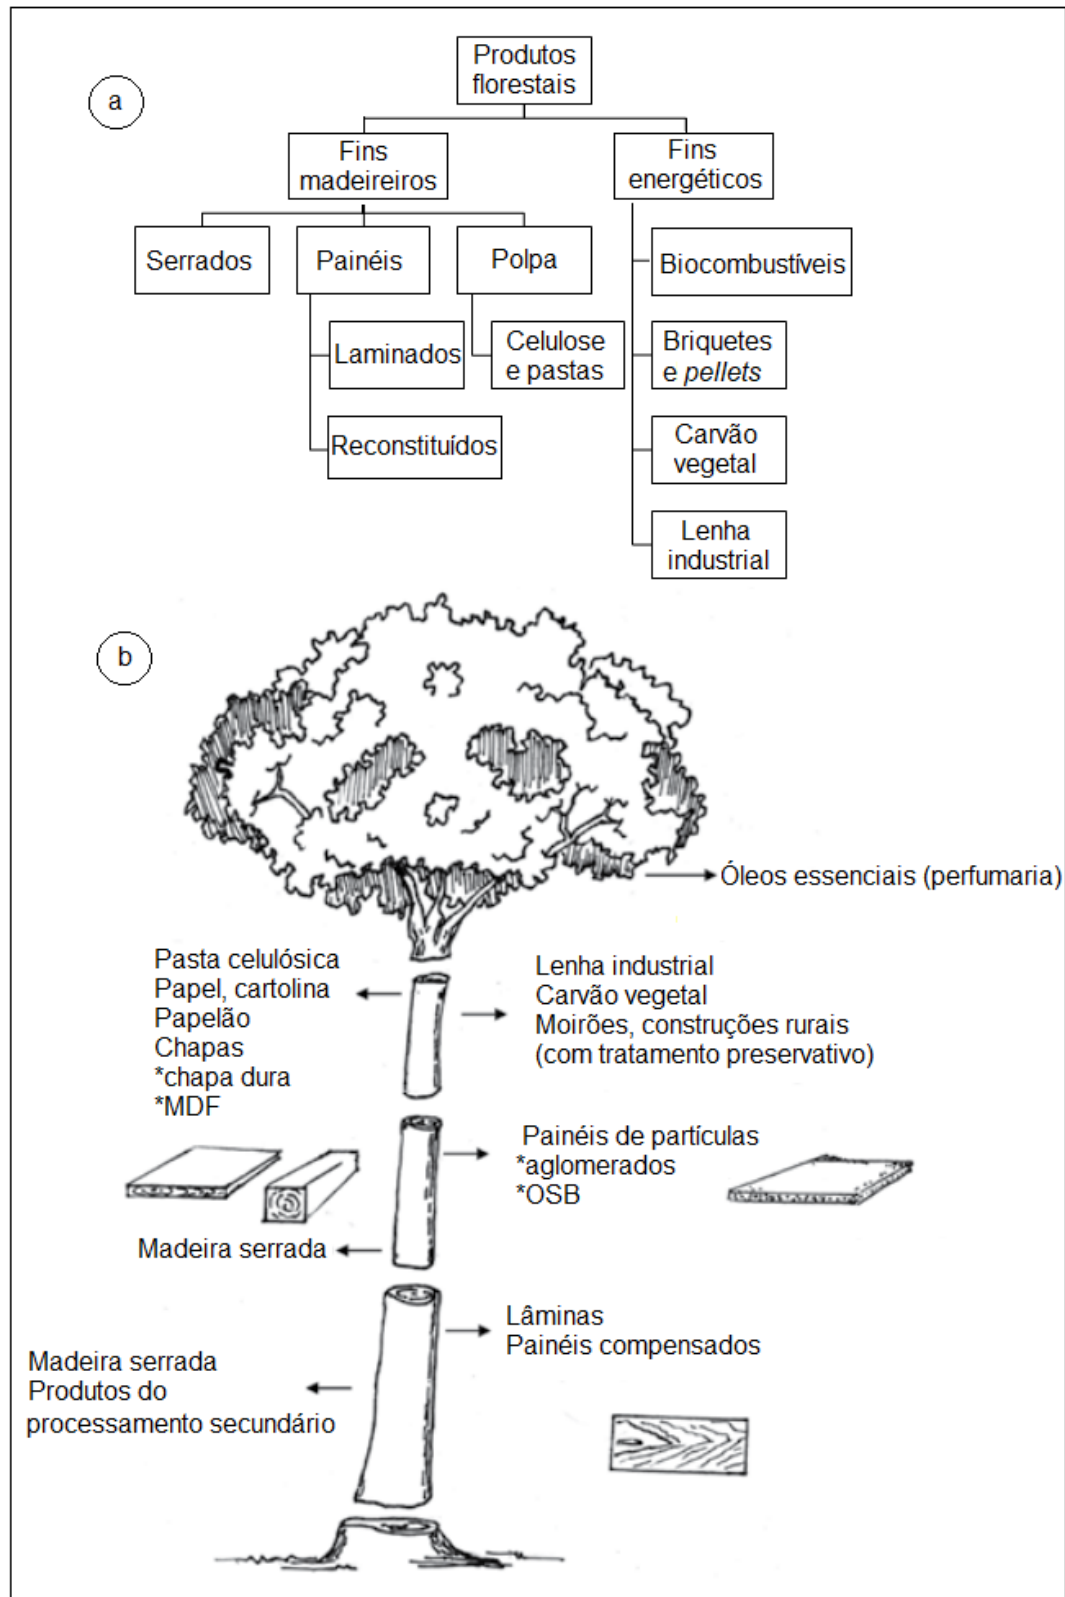 a
Produtos
florestais
Fins
madeireiros
Fins
energéticos
Serrados
Painéis
Polpa
Biocombustíveis
Laminados
Celulose
e pastas
Briquetes
e pellets
Reconstituídos
Carvão
vegetal
Lenha
industrial
b
Óleos essenciais (perfumaria)
Pasta celulósica
Papel, cartolina
Papelão
Chapas
*chapa dura
*MDF
Lenha industrial
Carvão vegetal
Moirões, construções rurais
(com tratamento preservativo)
Painéis de partículas
*aglomerados
*OSB
Madeira serrada
Lâminas
Painéis compensados
Madeira serrada
Produtos do
processamento secundário